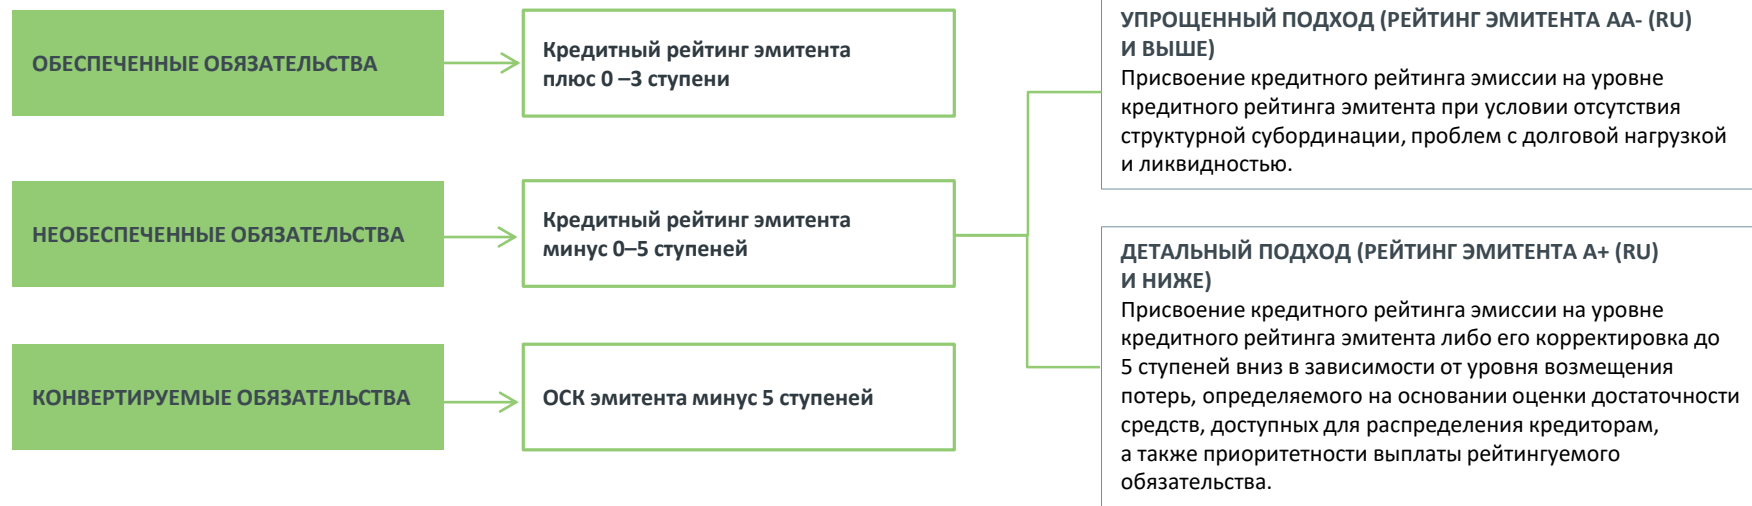 ОБЕСПЕЧЕННЫЕ ОБЯЗАТЕЛЬСТВА
Кредитный рейтинг эмитента
плюс 0 –3 ступени
НЕОБЕСПЕЧЕННЫЕ ОБЯЗАТЕЛЬСТВА
Кредитный рейтинг эмитента
минус 0–5 ступеней
КОНВЕРТИРУЕМЫЕ ОБЯЗАТЕЛЬСТВА
ОСК эмитента минус 5 ступеней
УПРОЩЕННЫЙ ПОДХОД (РЕЙТИНГ ЭМИТЕНТА AA- (RU)
И ВЫШЕ)
Присвоение кредитного рейтинга эмиссии на уровне
кредитного рейтинга эмитента при условии отсутствия
структурной субординации, проблем с долговой нагрузкой
и ликвидностью.
ДЕТАЛЬНЫЙ ПОДХОД (РЕЙТИНГ ЭМИТЕНТА A+ (RU)
И НИЖЕ)
Присвоение кредитного рейтинга эмиссии на уровне
кредитного рейтинга эмитента либо его корректировка до
5 ступеней вниз в зависимости от уровня возмещения
потерь, определяемого на основании оценки достаточности
средств, доступных для распределения кредиторам,
а также приоритетности выплаты рейтингуемого
обязательства.